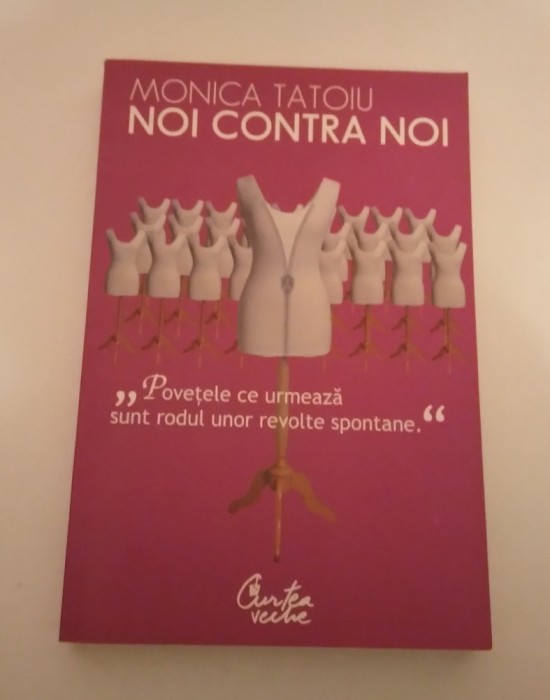 MONICA TATOIU
NOI CONTRA NOI
„Povețele ce urmează
sunt rodul unor revolte spontane.“
Curtea
veche